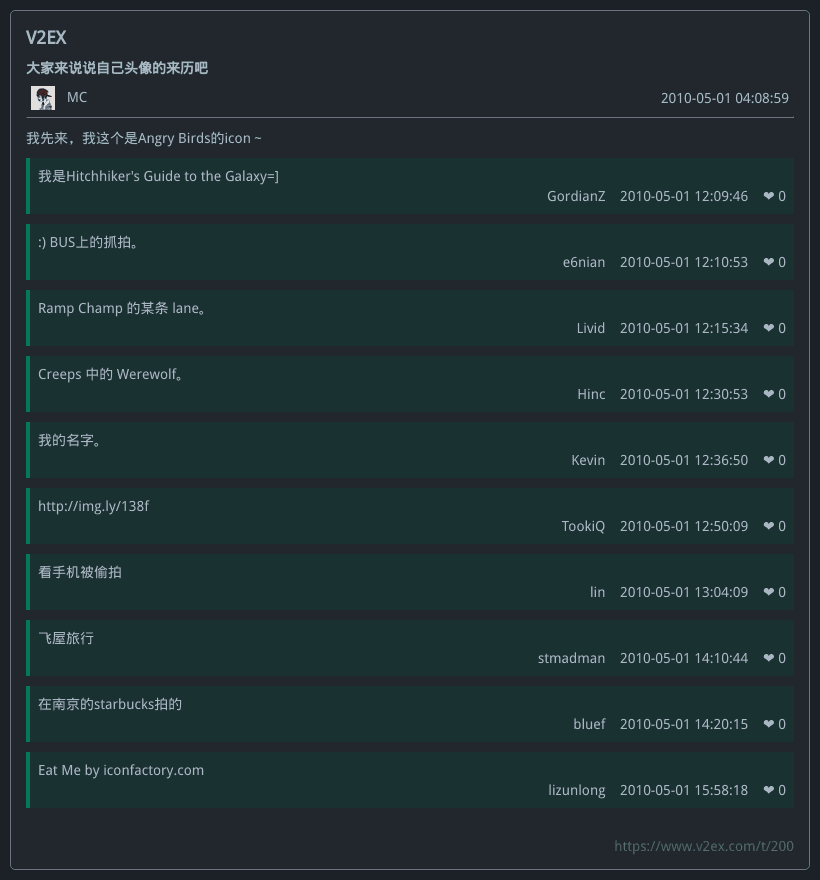 V2EX
大家来说说自己头像的来历吧
MC 2010-05-01 04:08:59
我先来，我这个是Angry Birds的icon ~
我是Hitchhiker's Guide to the Galaxy=]
GordianZ 2010-05-01 12:09:46 ❤ 0
:) BUS上的抓拍。
e6nian 2010-05-01 12:10:53 ❤ 0
Ramp Champ 的某条 lane。
Livid 2010-05-01 12:15:34 ❤ 0
Creeps 中的 Werewolf。
Hinc 2010-05-01 12:30:53 ❤ 0
我的名字。
Kevin 2010-05-01 12:36:50 ❤ 0
http://img.ly/138f
TookiQ 2010-05-01 12:50:09 ❤ 0
看手机被偷拍
lin 2010-05-01 13:04:09 ❤ 0
飞屋旅行
stmadman 2010-05-01 14:10:44 ❤ 0
在南京的starbucks拍的
bluef 2010-05-01 14:20:15 ❤ 0
Eat Me by iconfactory.com
lizunlong 2010-05-01 15:58:18 ❤ 0
https://www.v2ex.com/t/200